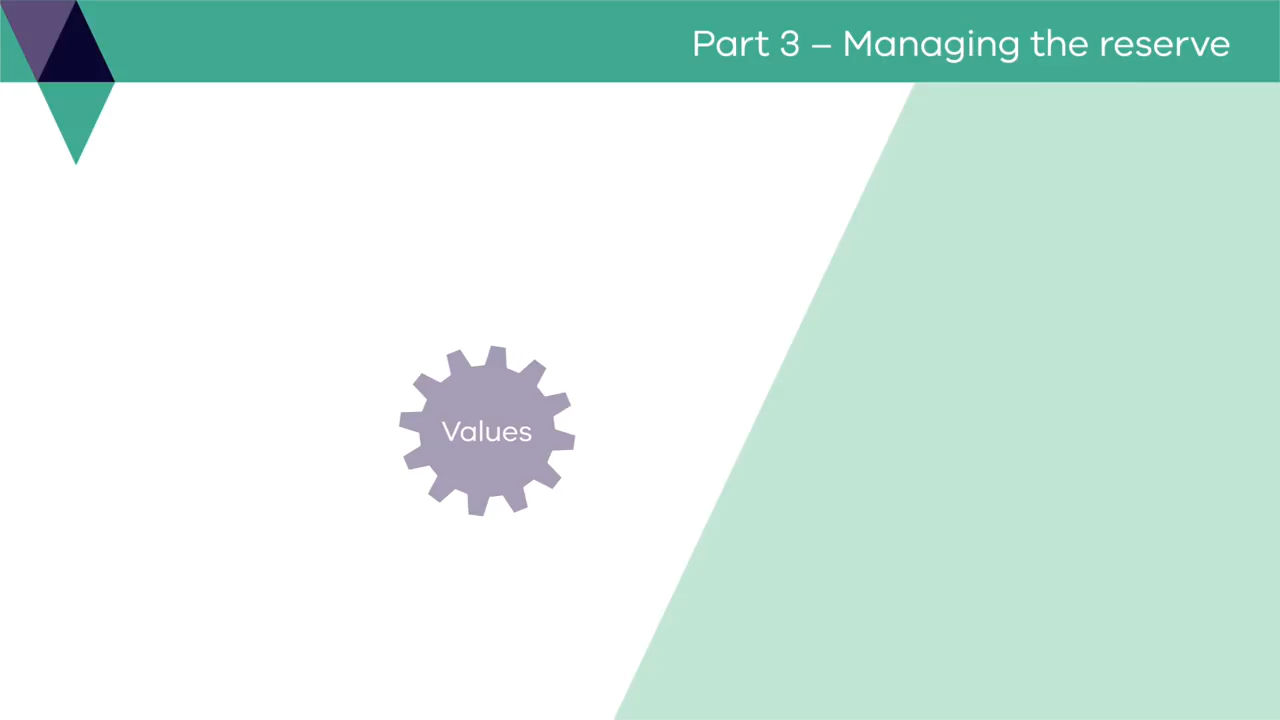 Part 3 – Managing the reserve
Values